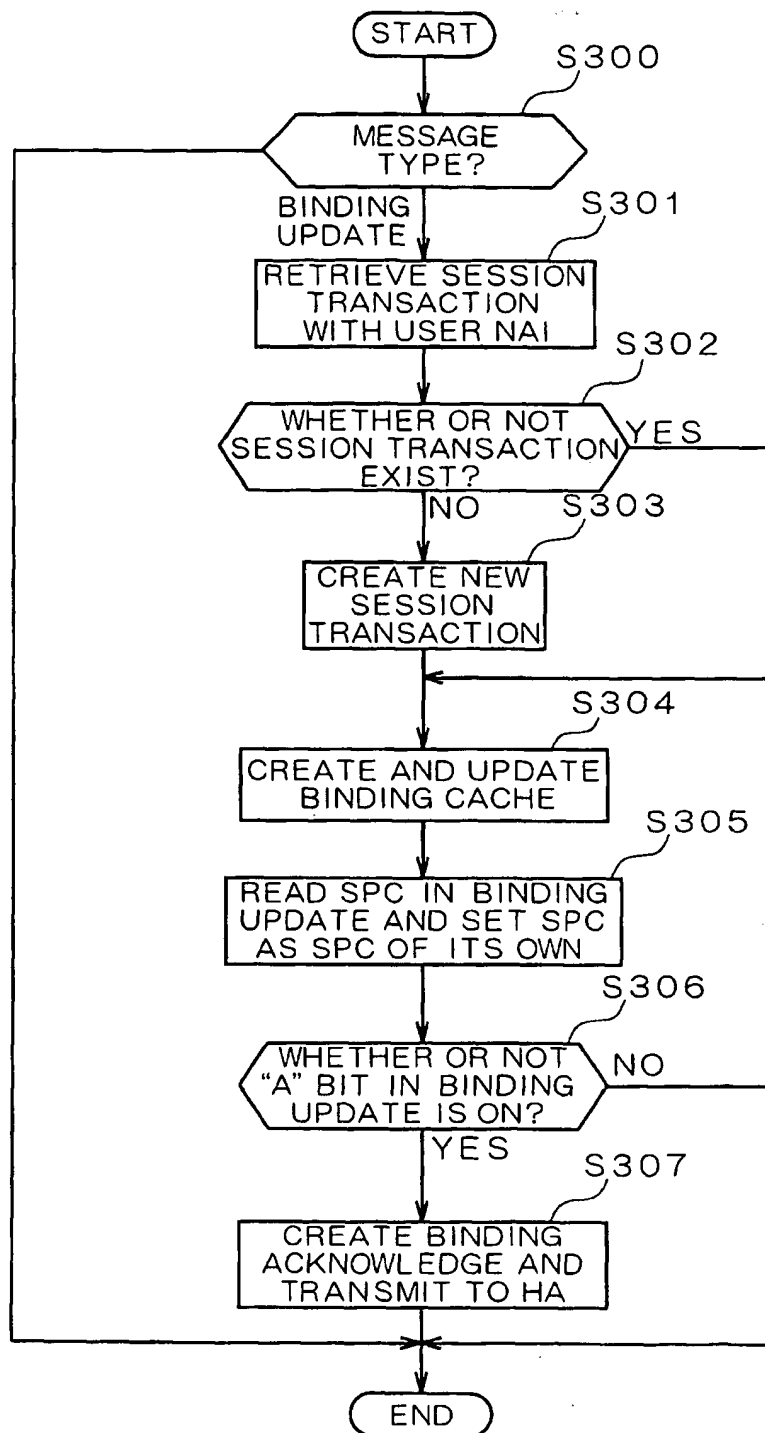 START
S300
MESSAGE
TYPE?
BINDING
UPDATE
S301
RETRIEVE SESSION
TRANSACTION
WITH USER NAI
S302
WHETHER OR NOT
SESSION TRANSACTION
EXIST?
YES
NO
S303
CREATE NEW
SESSION
TRANSACTION
S304
CREATE AND UPDATE
BINDING CACHE
S305
READ SPC IN BINDING
UPDATE AND SET SPC
AS SPC OF ITS OWN
S306
WHETHER OR NOT
“A” BIT IN BINDING
UPDATE IS ON?
NO
YES
S307
CREATE BINDING
ACKNOWLEDGE AND
TRANSMIT TO HA
END